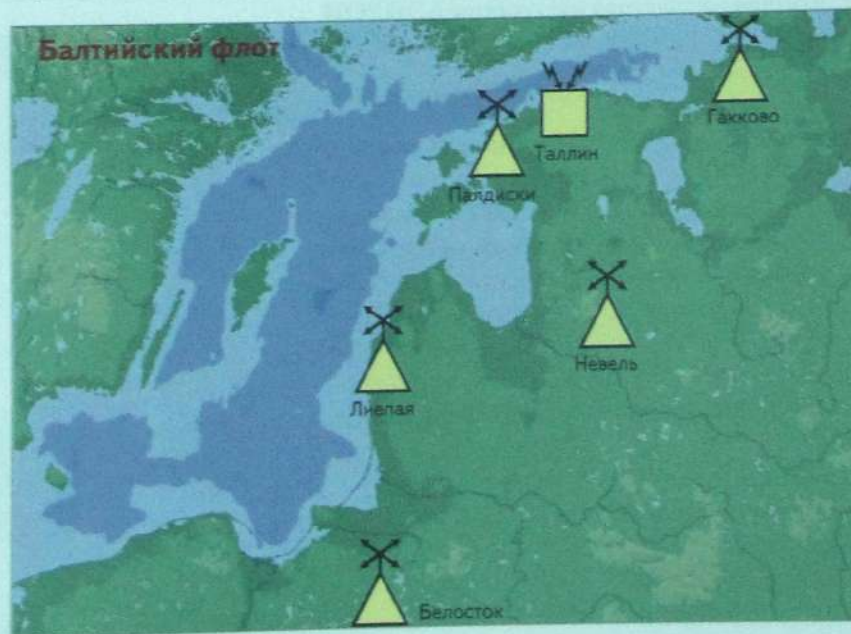 Балтийский флот
Гакково
Таллин
Палдиски
Невель
Лиепая
Белосток